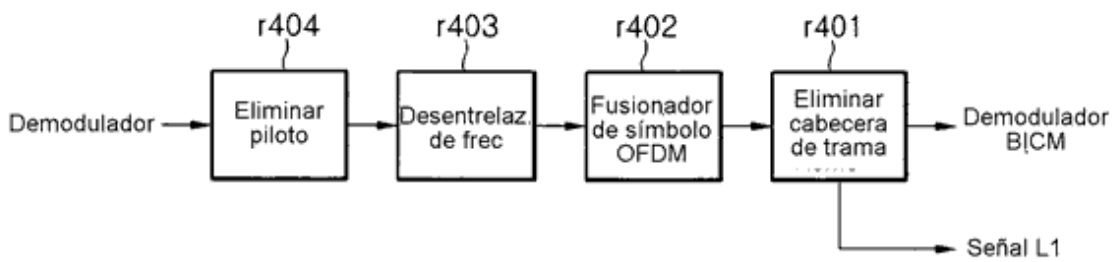 r404
r403
r402
r401
Demodulador
Eliminar
piloto
Desentrelaz.
de frec
Fusionador
de símbolo
OFDM
Eliminar
cabecera
de trama
Demodulador
BICM
Señal L1